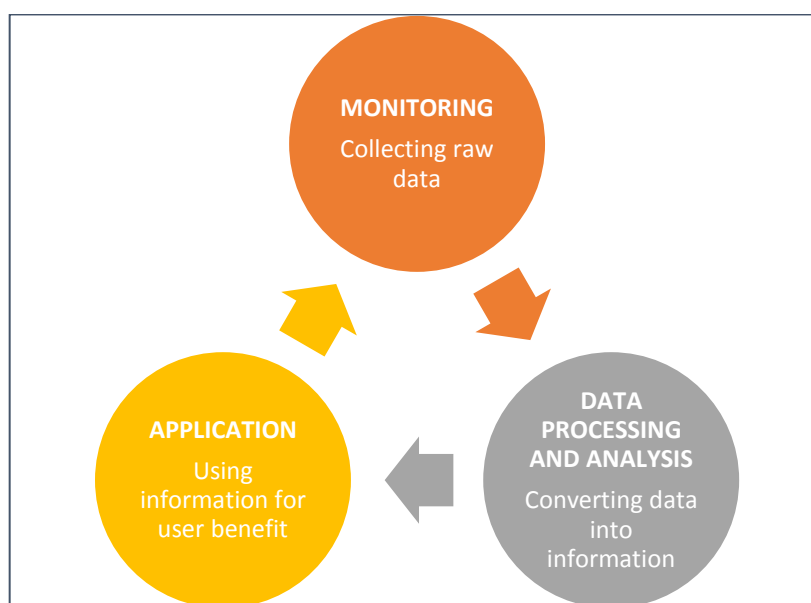 MONITORING
Collecting raw
data
DATA
PROCESSING
AND ANALYSIS
Converting data
into
information
APPLICATION
Using
information for
user benefit